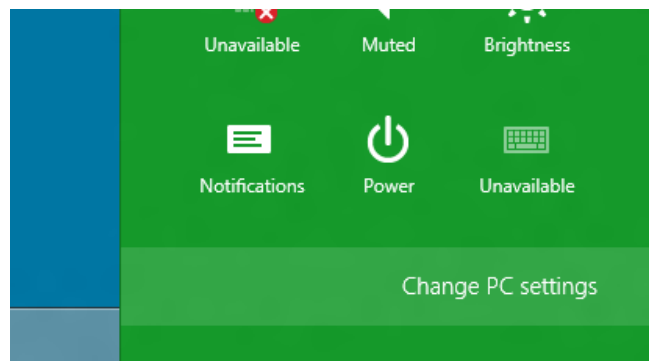 Unavailable Muted Brightness
Notifications Power Unavailable
Change PC settings